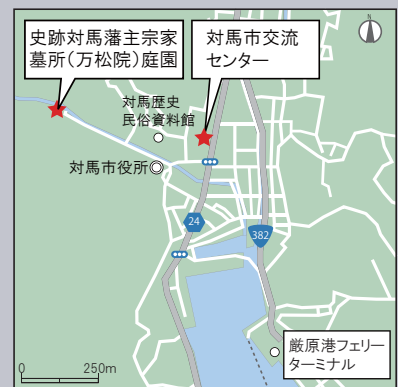 史跡対馬藩主宗家
墓所(万松院)庭園
対馬市交流
センター
N
対馬歴史
民俗資料館
対馬市役所
24
382
厳原港フェリー
ターミナル
0 250m